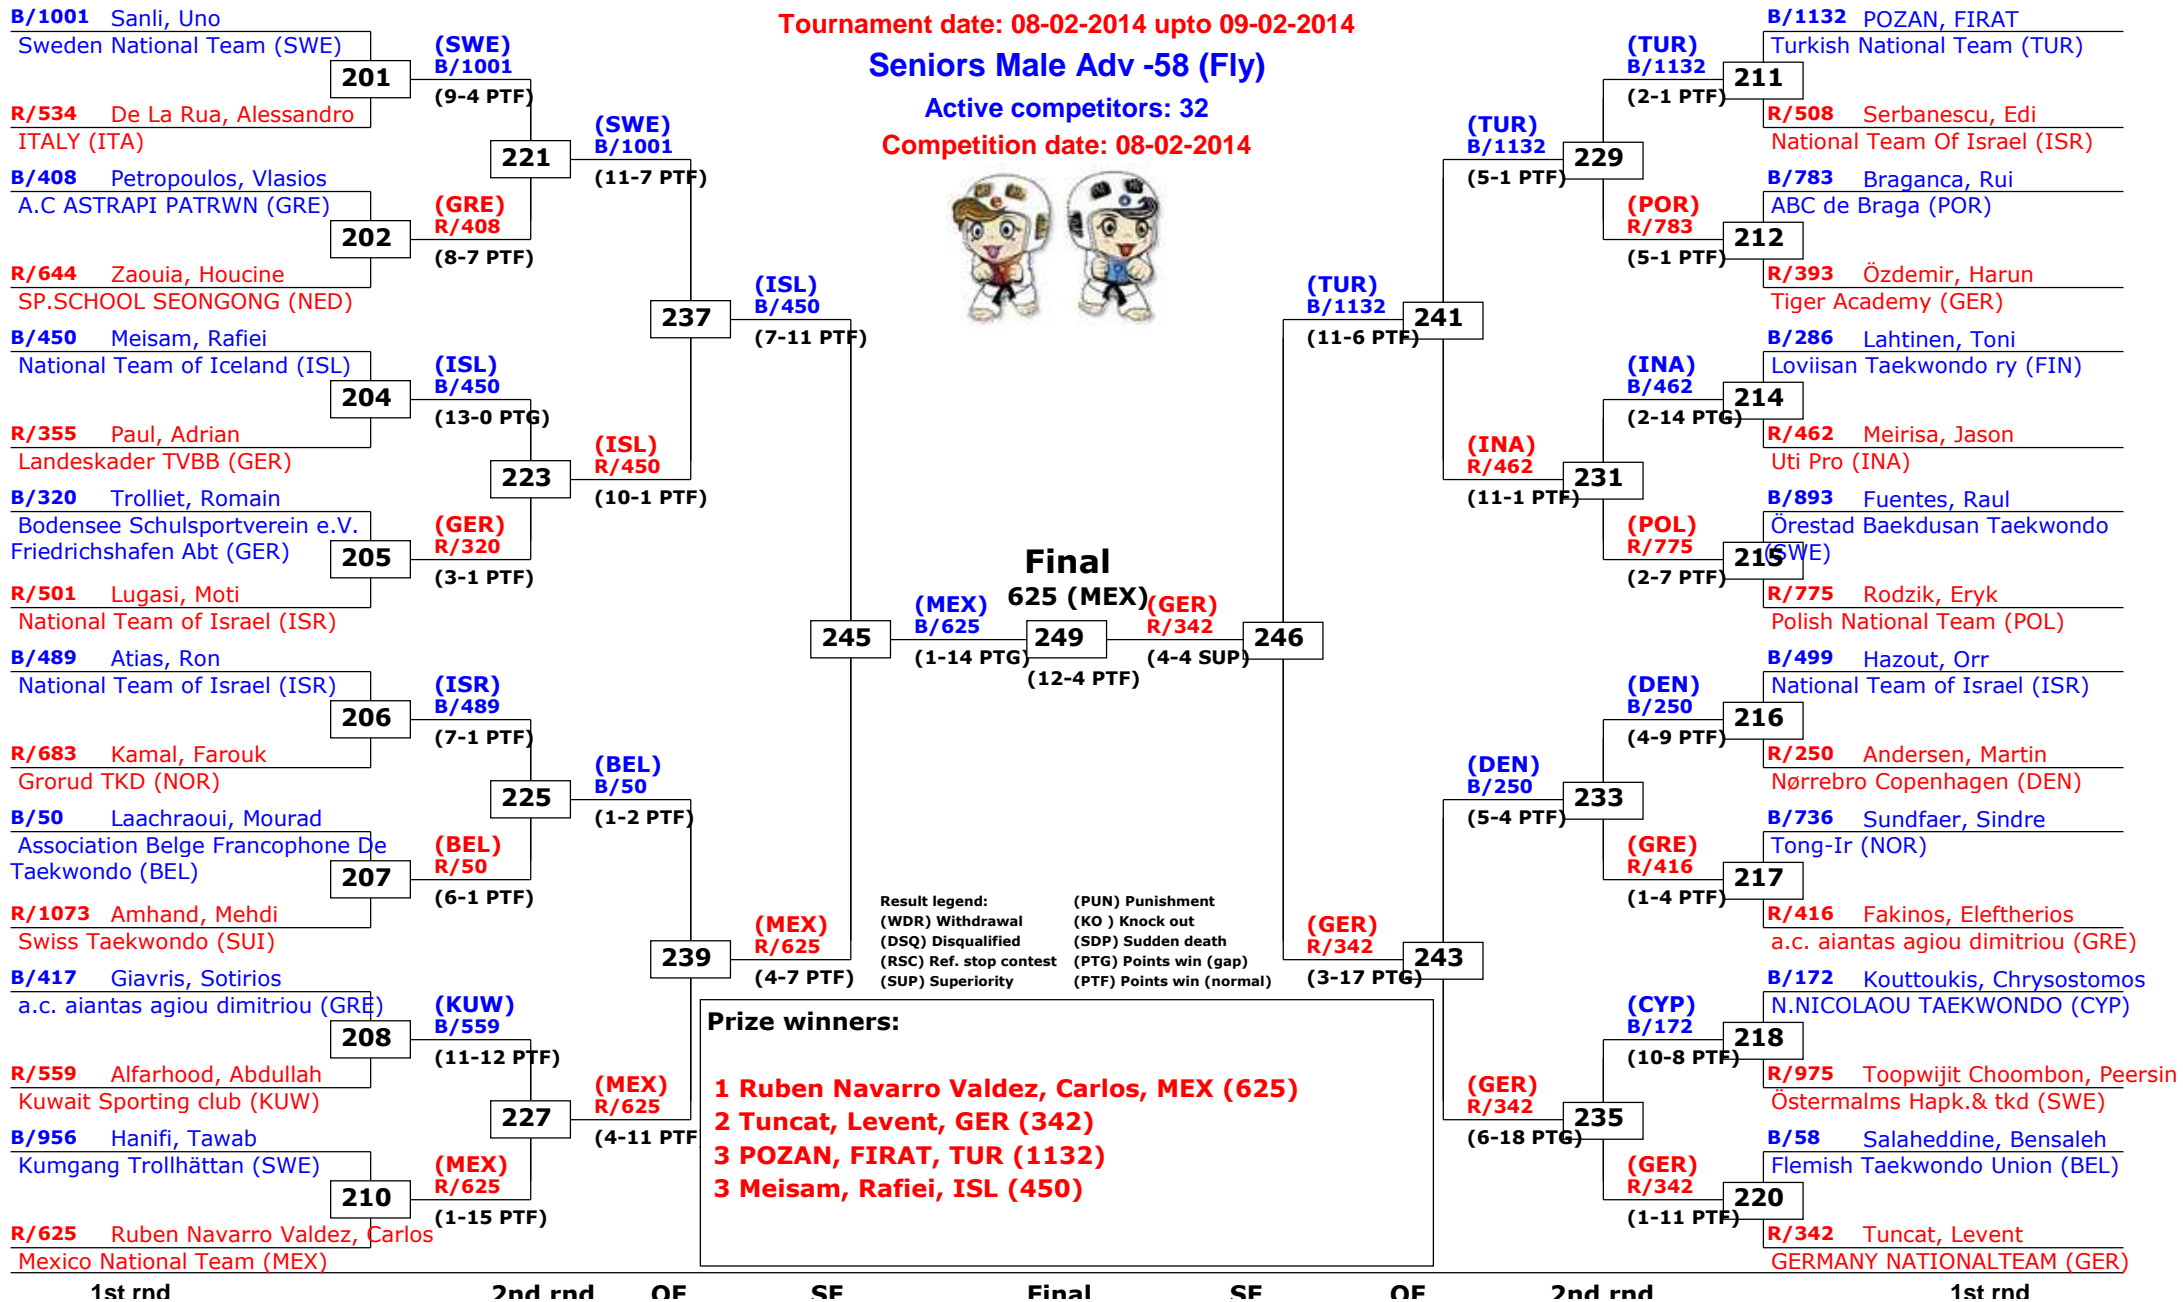 Tournament date: 08-02-2014 upto 09-02-2014
Seniors Male Adv -58 (Fly)
Active competitors: 32
Competition date: 08-02-2014
B/1001 Sanli, Uno
Sweden National Team (SWE)
201
R/534 De La Rua, Alessandro
ITALY (ITA)
B/408 Petropoulos, Vlasios
A.C ASTRAPI PATRWN (GRE)
202
R/644 Zaouia, Houcine
SP.SCHOOL SEONGONG (NED)
B/450 Meisam, Rafiei
National Team of Iceland (ISL)
204
R/355 Paul, Adrian
Landeskader TVBB (GER)
B/320 Trolliet, Romain
Bodensee Schulsportverein e.V.
Friedrichshafen Abt (GER)
205
R/501 Lugasi, Moti
National Team of Israel (ISR)
B/489 Atias, Ron
National Team of Israel (ISR)
206
R/683 Kamal, Farouk
Grorud TKD (NOR)
B/50 Laachraoui, Mourad
Association Belge Francophone De
Taekwondo (BEL)
207
R/1073 Amhand, Mehdi
Swiss Taekwondo (SUI)
B/417 Giavris, Sotirios
a.c. aiantas agiou dimitriou (GRE)
208
R/559 Alfarhood, Abdullah
Kuwait Sporting club (KUW)
B/956 Hanifi, Tawab
Kumgang Trollhättan (SWE)
210
R/625 Ruben Navarro Valdez, Carlos
Mexico National Team (MEX)
(SWE)
B/1001
(9-4 PTF)
221
(GRE)
R/408
(8-7 PTF)
(ISL)
B/450
(13-0 PTG)
223
(GER)
R/320
(3-1 PTF)
(ISR)
B/489
(7-1 PTF)
225
(BEL)
R/50
(6-1 PTF)
(KUW)
B/559
(11-12 PTF)
227
(MEX)
R/625
(1-15 PTF)
(SWE)
B/1001
(11-7 PTF)
237
(ISL)
R/450
(10-1 PTF)
(BEL)
B/50
(1-2 PTF)
239
(MEX)
R/625
(4-11 PTF)
(ISL)
B/450
(7-11 PTF)
245
(MEX)
R/625
(4-7 PTF)
(MEX)
B/625
(1-14 PTG)
Final
625 (MEX)
249
(12-4 PTF)
(GER)
R/342
(4-4 SUP)
246
(TUR)
B/1132
(11-6 PTF)
241
(GER)
R/342
(3-17 PTG)
243
(TUR)
B/1132
(5-1 PTF)
229
(INA)
R/462
(11-1 PTF)
231
(DEN)
B/250
(5-4 PTF)
233
(GER)
R/342
(6-18 PTG)
235
(TUR)
B/1132
(2-1 PTF)
211
(POR)
R/783
(5-1 PTF)
212
(INA)
B/462
(2-14 PTG)
214
(POL)
R/775
(2-7 PTF)
215
(DEN)
B/250
(4-9 PTF)
216
(GRE)
R/416
(1-4 PTF)
217
(CYP)
B/172
(10-8 PTF)
218
(GER)
R/342
(1-11 PTF)
220
B/1132 POZAN, FIRAT
Turkish National Team (TUR)
R/508 Serbanescu, Edi
National Team Of Israel (ISR)
B/783 Braganca, Rui
ABC de Braga (POR)
R/393 Özdemir, Harun
Tiger Academy (GER)
B/286 Lahtinen, Toni
Loviisan Taekwondo ry (FIN)
R/462 Meirisa, Jason
Uti Pro (INA)
B/893 Fuentes, Raul
Örestad Baekdusan Taekwondo
(SWE)
R/775 Rodzik, Eryk
Polish National Team (POL)
B/499 Hazout, Orr
National Team of Israel (ISR)
R/250 Andersen, Martin
Nørrebro Copenhagen (DEN)
B/736 Sundfaer, Sindre
Tong-Ir (NOR)
R/416 Fakinos, Eleftherios
a.c. aiantas agiou dimitriou (GRE)
B/172 Kouttoukis, Chrysostomos
N.NICOLAOU TAEKWONDO (CYP)
R/975 Toopwijit Choombon, Peersin
Östermalms Hapk.& tkd (SWE)
B/58 Salaheddine, Bensaleh
Flemish Taekwondo Union (BEL)
R/342 Tuncat, Levent
GERMANY NATIONALTEAM (GER)
Result legend: (PUN) Punishment
(WDR) Withdrawal (KO ) Knock out
(DSQ) Disqualified (SDP) Sudden death
(RSC) Ref. stop contest (PTG) Points win (gap)
(SUP) Superiority (PTF) Points win (normal)
Prize winners:
1 Ruben Navarro Valdez, Carlos, MEX (625)
2 Tuncat, Levent, GER (342)
3 POZAN, FIRAT, TUR (1132)
3 Meisam, Rafiei, ISL (450)
1st rnd 2nd rnd QF SF Final SF QF 2nd rnd 1st rnd